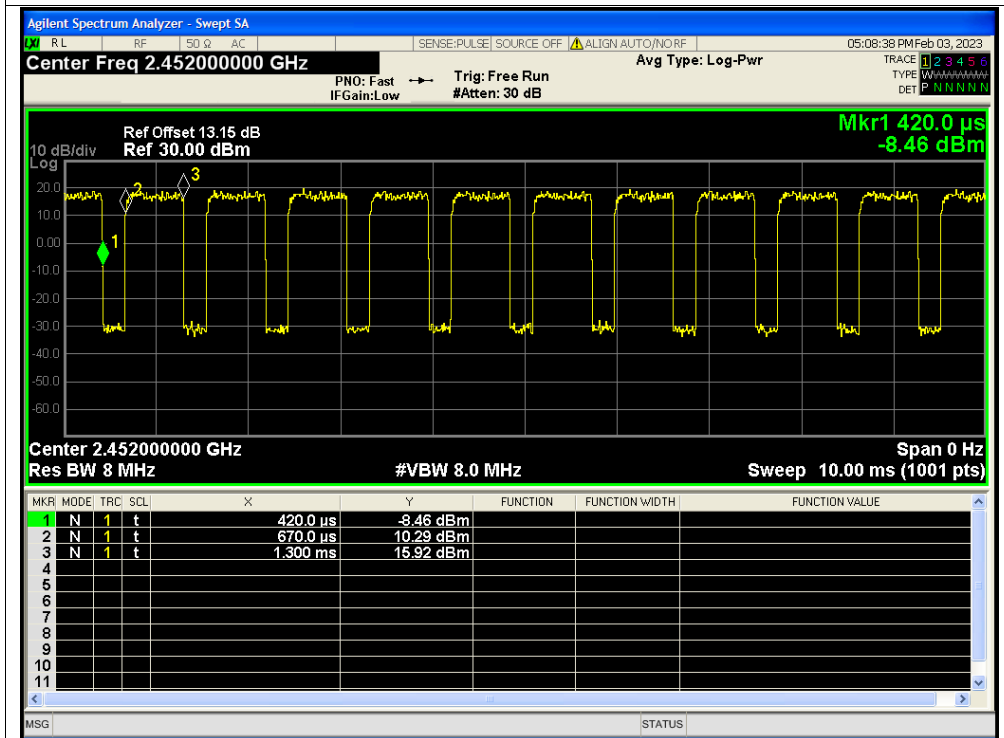 Agilent Spectrum Analyzer - Swept SA
LXI RL RF 50 Ω AC SENSE:PULSE SOURCE OFF ALIGN AUTO/NO RF 05:08:38 PM Feb 03, 2023
Center Freq 2.452000000 GHz Avg Type: Log-Pwr TRACE 1 2 3 4 5 6
PNO: Fast Trig: Free Run TYPE W
IFGain:Low #Atten: 30 dB DET P N N N N N
Mkr1 420.0 µs
Ref Offset 13.15 dB
10 dB/div Ref 30.00 dBm -8.46 dBm
Log
20.0
10.0
0.00
-10.0
-20.0
-30.0
-40.0
-50.0
-60.0
1
2
3
Center 2.452000000 GHz Span 0 Hz
Res BW 8 MHz #VBW 8.0 MHz Sweep 10.00 ms (1001 pts)
MKR MODE TRC SCL X Y FUNCTION FUNCTION WIDTH FUNCTION VALUE
1 N 1 t 420.0 µs -8.46 dBm
2 N 1 t 670.0 µs 10.29 dBm
3 N 1 t 1.300 ms 15.92 dBm
4
5
6
7
8
9
10
11
MSG STATUS